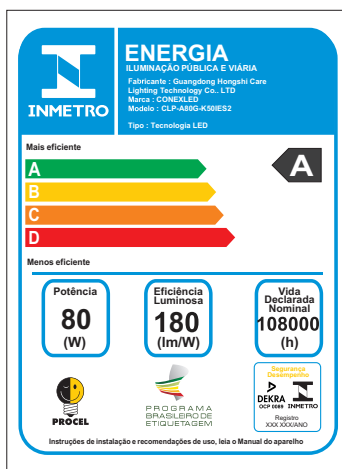 INMETRO
ENERGIA
ILUMINAÇÃO PÚBLICA E VIÁRIA
Fabricante : Guangdong Hongshi Care
Lighting Technology Co.. LTD
Marca : CONEXLED
Modelo : CLP-A80G-K50IES2
Tipo : Tecnologia LED
Mais eficiente
A
B
C
D
A
Menos eficiente
Potência
80
(W)
Eficiência
Luminosa
180
(lm/W)
Vida
Declarada
Nominal
108000
(h)
PROCEL
PROGRAMA
BRASILEIRO DE
ETIQUETAGEM
Segurança
Desempenho
DEKRA
OCP 0089
INMETRO
Registro
XXX XXX/ANO
Instruções de instalação e recomendações de uso, leia o Manual do aparelho